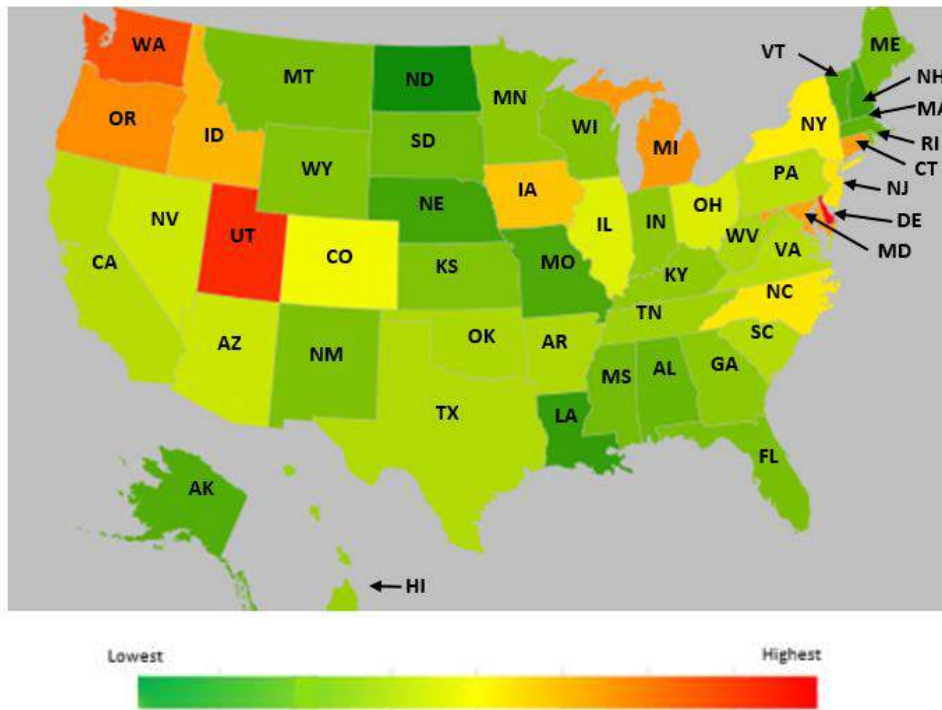 WA
MT
ND
MN
VT
ME
NH
MA
RI
CT
NJ
DE
MD
OR
ID
WY
SD
WI
MI
NY
PA
NV
UT
CO
NE
IA
IL
IN
OH
WV
VA
CA
KS
MO
KY
NC
AZ
NM
OK
AR
TN
SC
TX
MS
AL
GA
LA
FL
AK
HI
Lowest
Highest